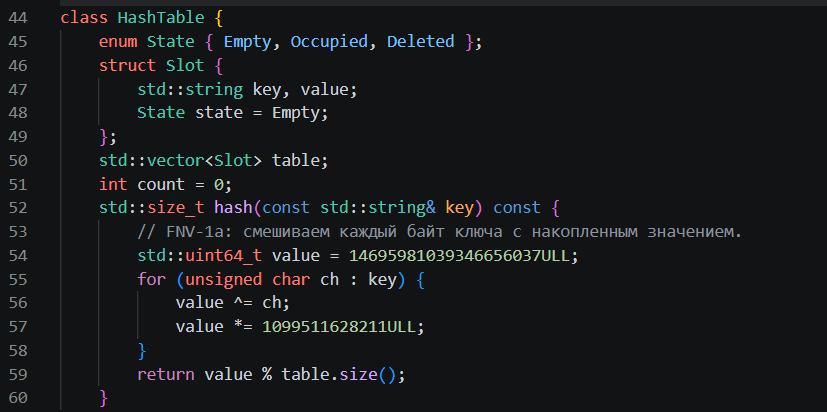 44 class HashTable {
45     enum State { Empty, Occupied, Deleted };
46     struct Slot {
47         std::string key, value;
48         State state = Empty;
49     };
50     std::vector<Slot> table;
51     int count = 0;
52     std::size_t hash(const std::string& key) const {
53         // FNV-1a: смешиваем каждый байт ключа с накопленным значением.
54         std::uint64_t value = 14695981039346656037ULL;
55         for (unsigned char ch : key) {
56             value ^= ch;
57             value *= 1099511628211ULL;
58         }
59         return value % table.size();
60     }